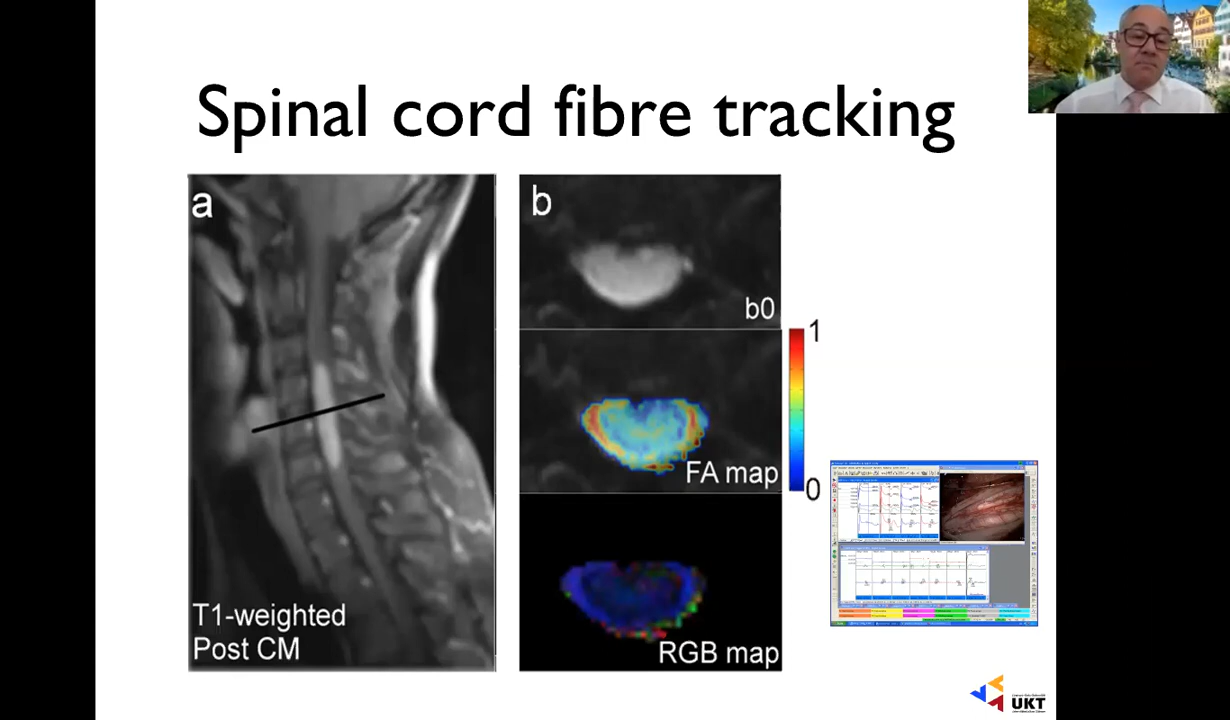 Spinal cord fibre tracking
a
T1-weighted
Post CM
b
b0
1
FA map
0
RGB map
UKT